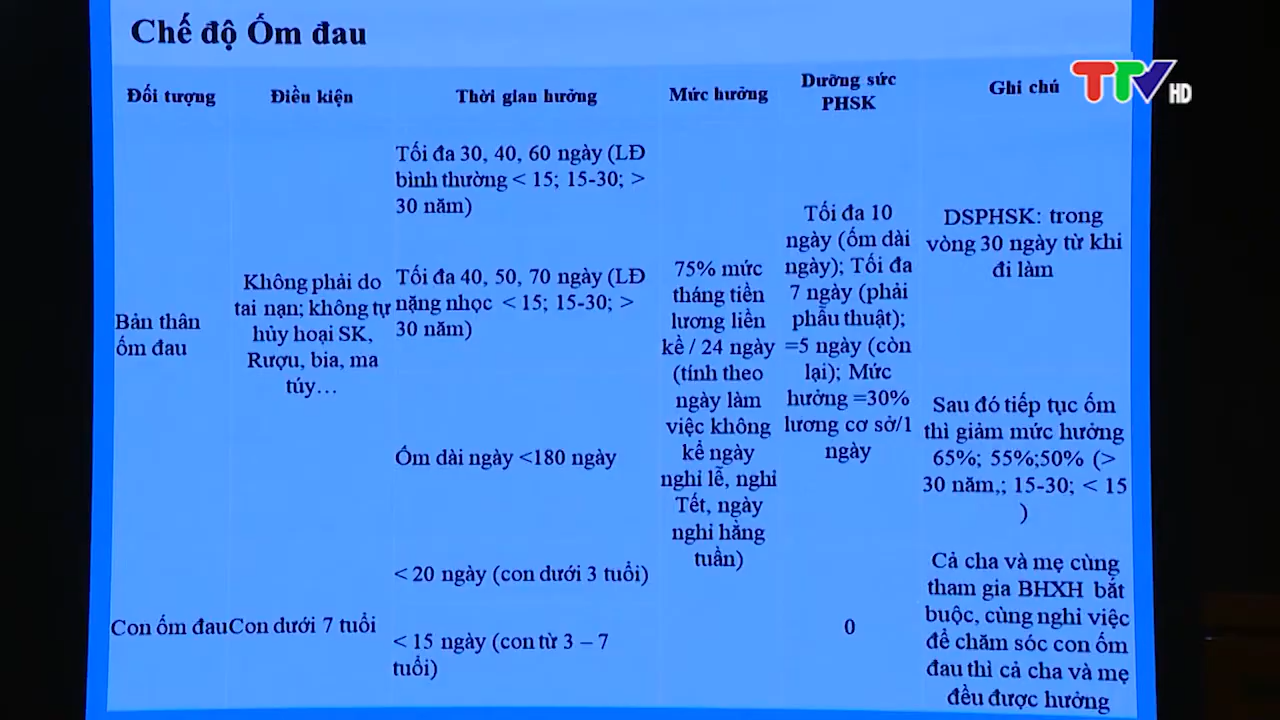 Chế độ Ốm đau
TTV HD
Đối tượng
Điều kiện
Thời gian hưởng
Mức hưởng
Dưỡng sức
PHSK
Ghi chú
Bản thân
ốm đau
Không phải do
tai nạn; không tự
hủy hoại SK,
Rượu, bia, ma
túy…
Tối đa 30, 40, 60 ngày (LĐ
bình thường < 15; 15-30; >
30 năm)
Tối đa 40, 50, 70 ngày (LĐ
nặng nhọc < 15; 15-30; >
30 năm)
Ốm dài ngày <180 ngày
75% mức
tháng tiền
lương liền
kề / 24 ngày
(tính theo
ngày làm
việc không
kể ngày
nghỉ lễ, nghỉ
Tết, ngày
nghỉ hằng
tuần)
Tối đa 10
ngày (ốm dài
ngày); Tối đa
7 ngày (phải
phẫu thuật);
=5 ngày (còn
lại); Mức
hưởng =30%
lương cơ sở/1
ngày
DSPHSK: trong
vòng 30 ngày từ khi
đi làm
Sau đó tiếp tục ốm
thì giảm mức hưởng
65%; 55%;50% (>
30 năm,; 15-30; < 15
)
Con ốm đau
Con dưới 7 tuổi
< 20 ngày (con dưới 3 tuổi)
< 15 ngày (con từ 3 – 7
tuổi)
0
Cả cha và mẹ cùng
tham gia BHXH bắt
buộc, cùng nghỉ việc
để chăm sóc con ốm
đau thì cả cha và mẹ
đều được hưởng